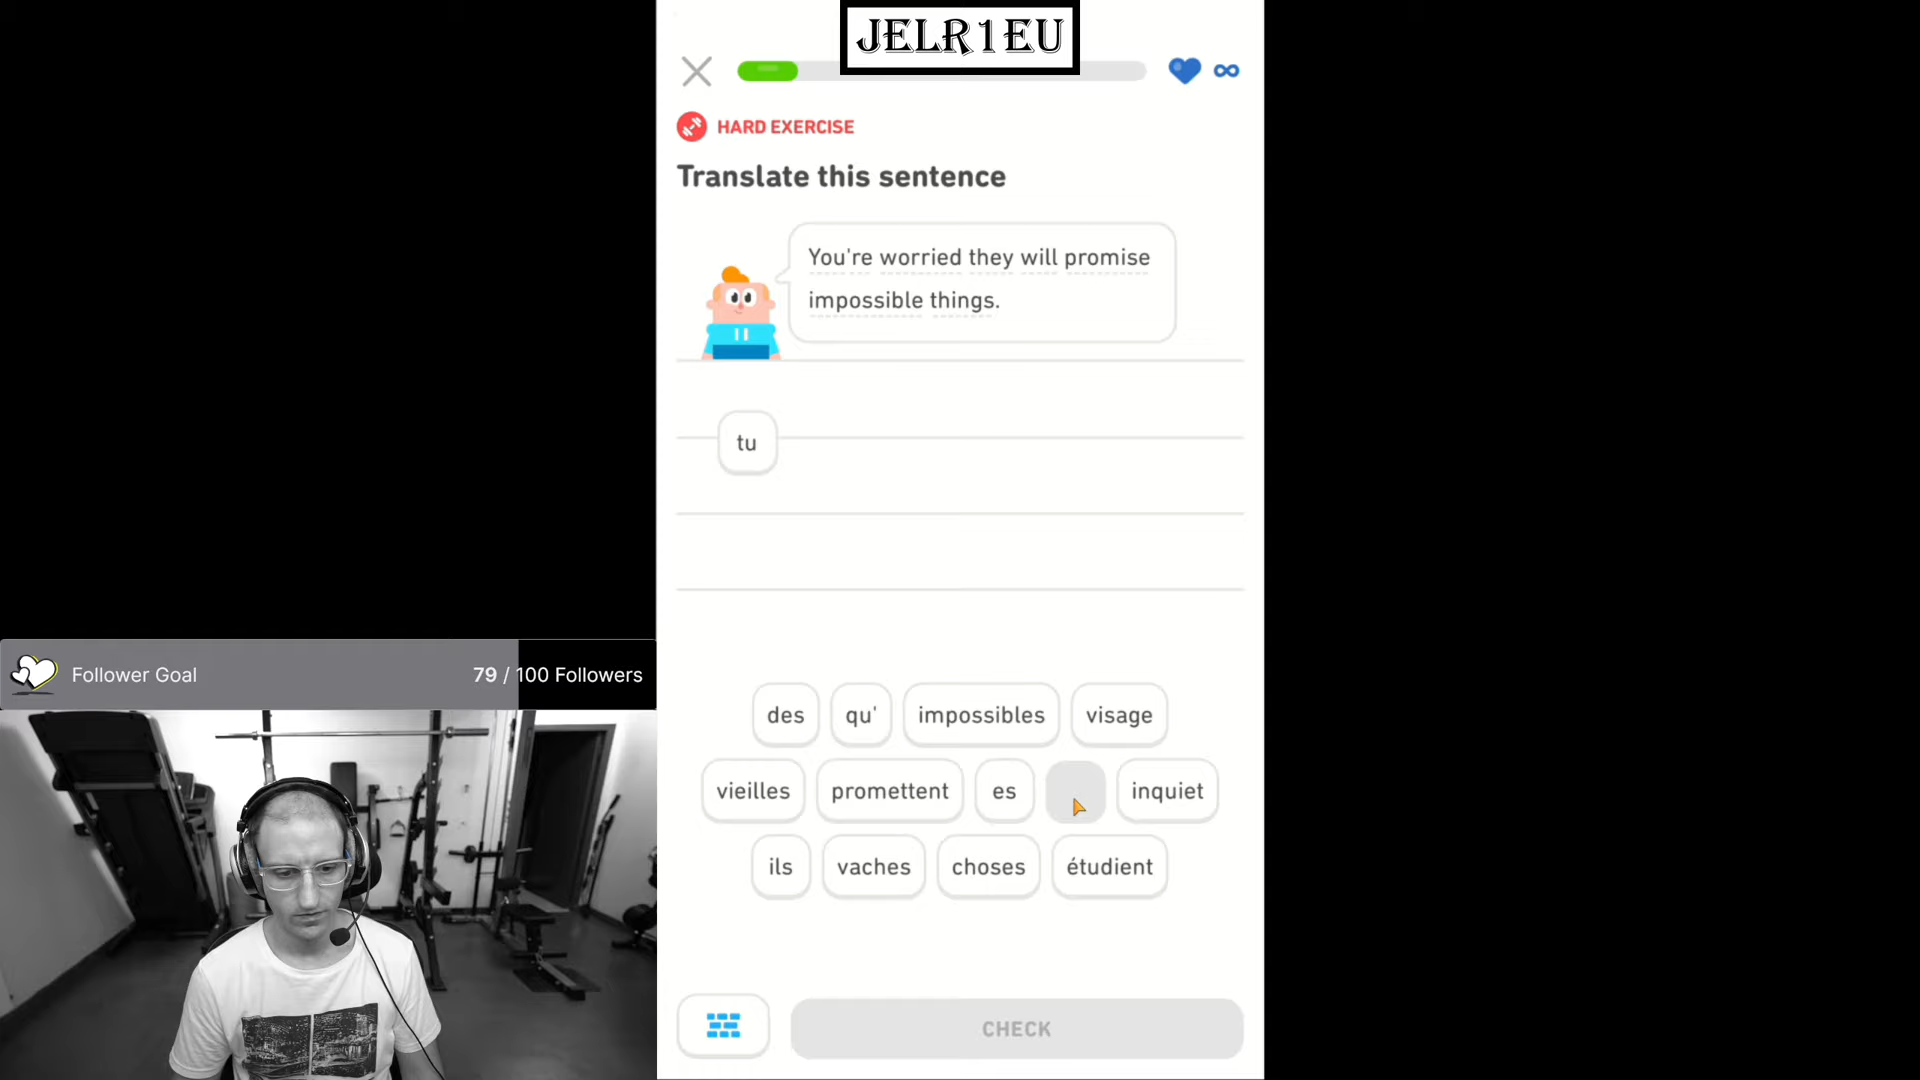 JELR1EU
HARD EXERCISE
Translate this sentence
You're worried they will promise
impossible things.
tu
des qu' impossibles visage
vieilles promettent es inquiet
ils vaches choses étudient
CHECK
Follower Goal 79 / 100 Followers